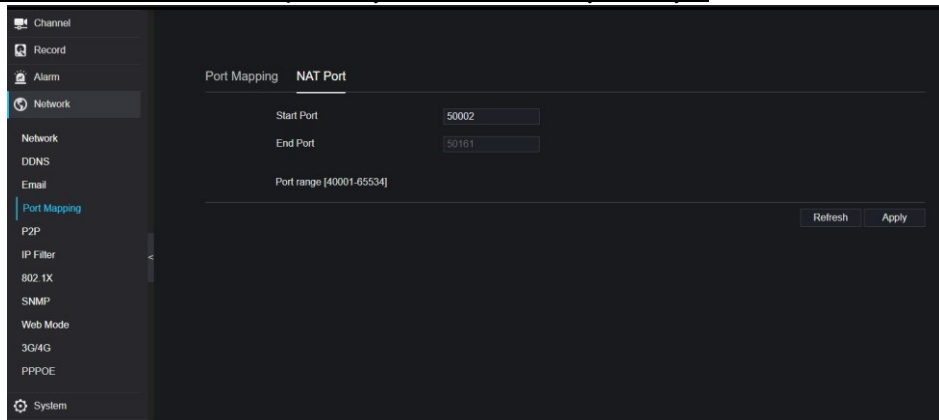 Channel
Record
Alarm
Network
Network
DDNS
Email
Port Mapping
P2P
IP Filter
802.1X
SNMP
Web Mode
3G/4G
PPPOE
System
Port Mapping NAT Port
Start Port 50002
End Port 50161
Port range [40001-65534]
Refresh Apply
<